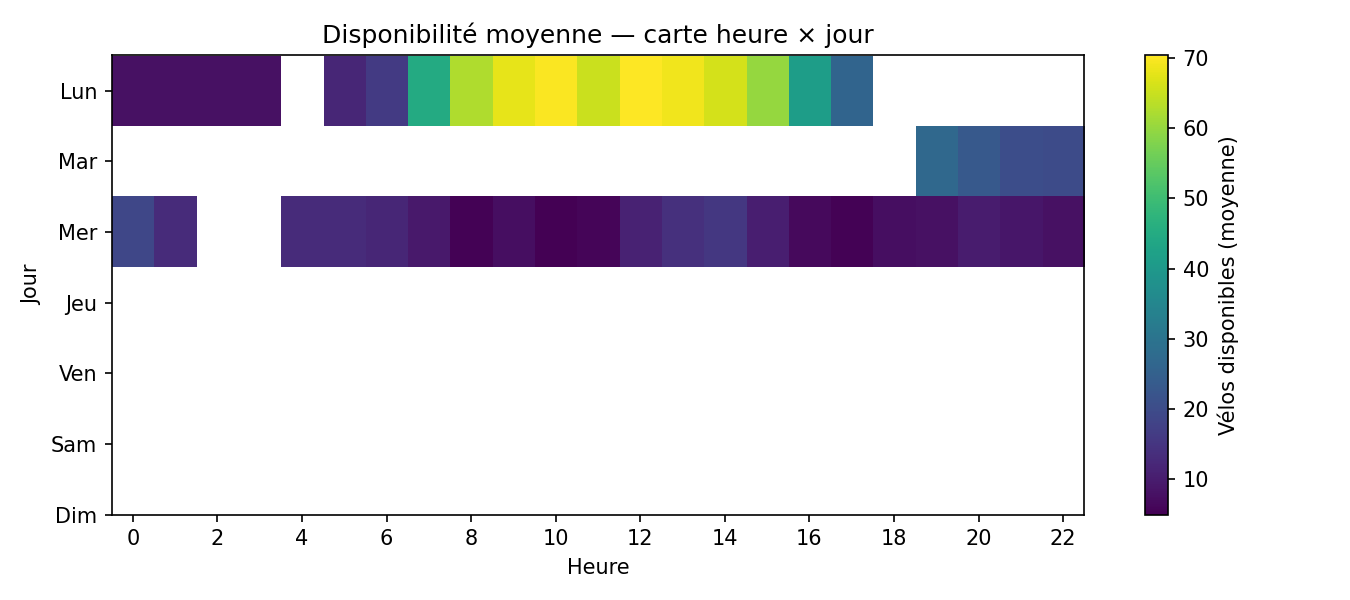 Disponibilité moyenne — carte heure × jour
Jour
Lun
Mar
Mer
Jeu
Ven
Sam
Dim
0 2 4 6 8 10 12 14 16 18 20 22
Heure
70
60
50
40
30
20
10
Vélos disponibles (moyenne)